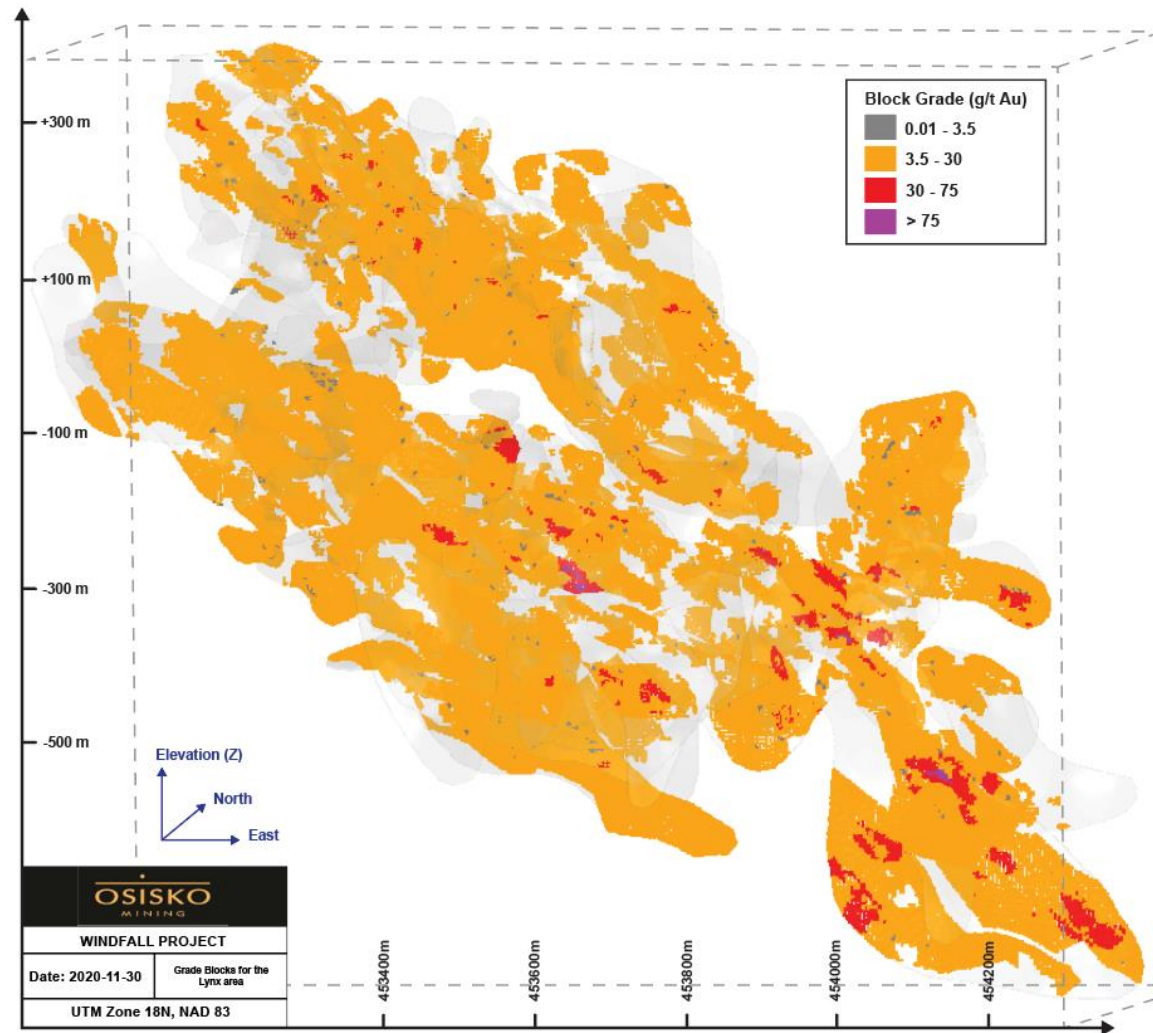 +300 m
+100 m
-100 m
-300 m
-500 m
Block Grade (g/t Au)
0.01 - 3.5
3.5 - 30
30 - 75
> 75
Elevation (Z)
North
East
OSISKO
MINING
WINDFALL PROJECT
Date: 2020-11-30
Grade Blocks for the
Lynx area
UTM Zone 18N, NAD 83
453400m
453600m
453800m
454000m
454200m